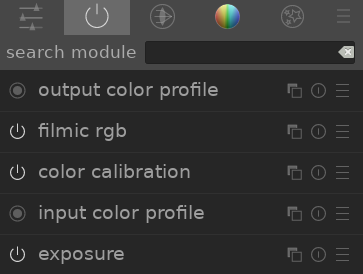 search module
output color profile
filmic rgb
color calibration
input color profile
exposure